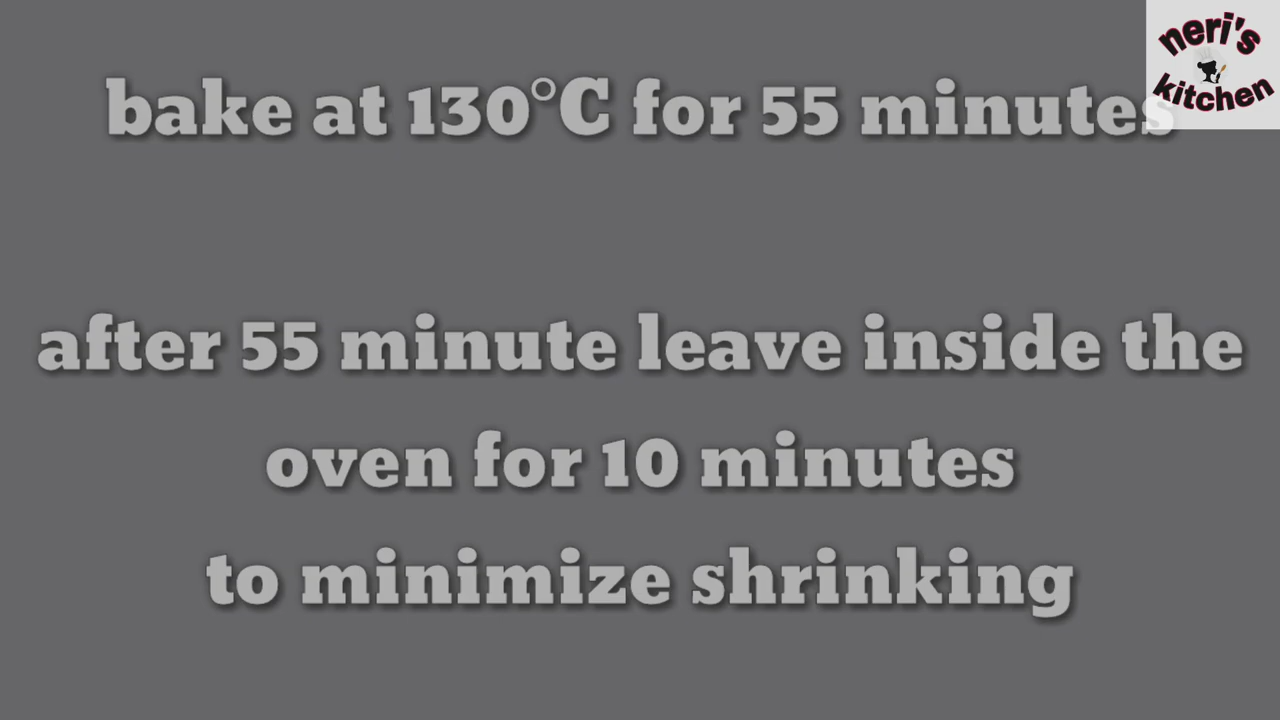 neri's
kitchen
bake at 130°C for 55 minutes
after 55 minute leave inside the
oven for 10 minutes
to minimize shrinking